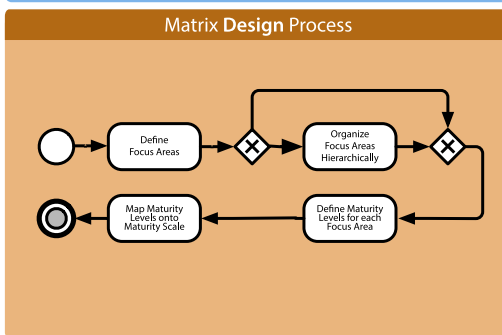 Matrix Design Process
Define
Focus Areas
Organize
Focus Areas
Hierarchically
Map Maturity
Levels onto
Maturity Scale
Define Maturity
Levels for each
Focus Area